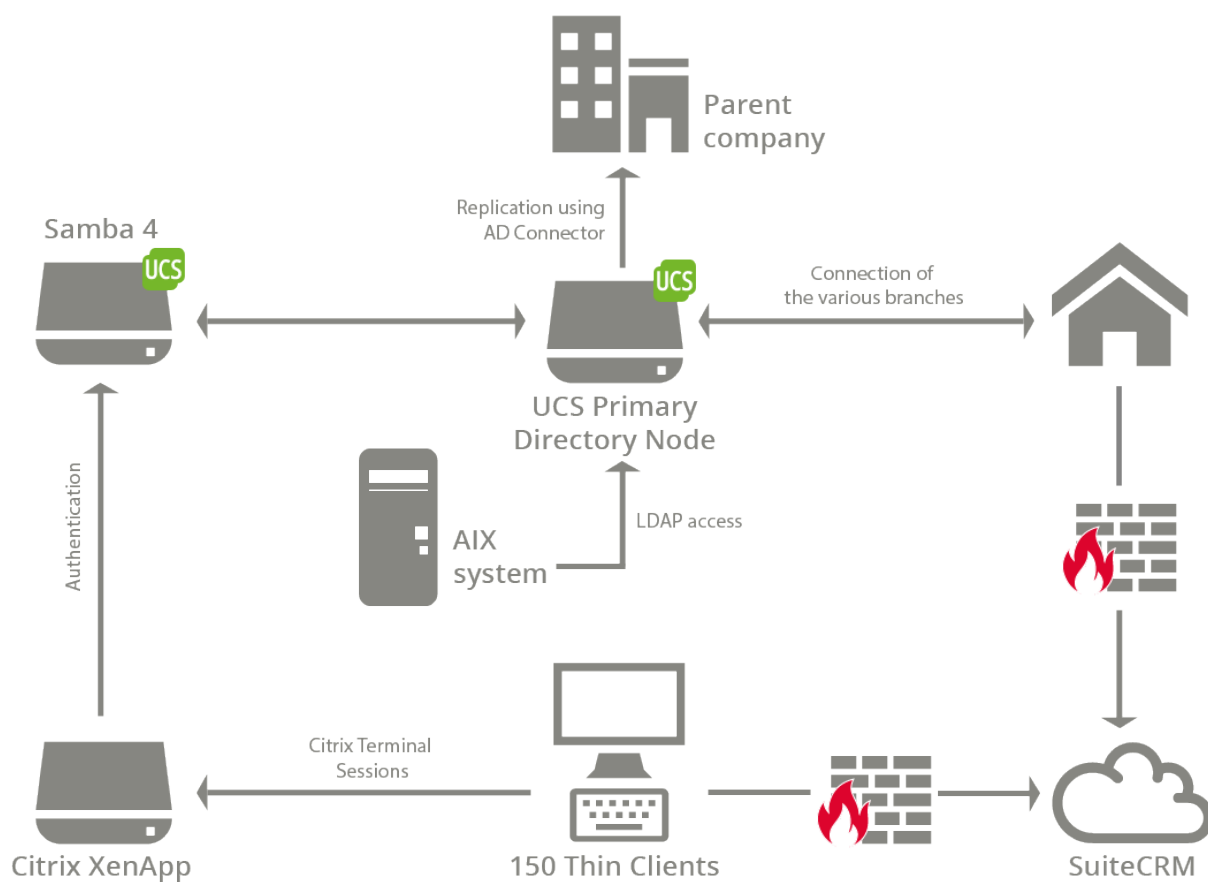 Parent
company
Replication using
AD Connector
Samba 4
UCS
UCS
Connection of
the various branches
UCS Primary
Directory Node
Authentication
AIX
system
LDAP access
Citrix Terminal
Sessions
Citrix XenApp
150 Thin Clients
SuiteCRM